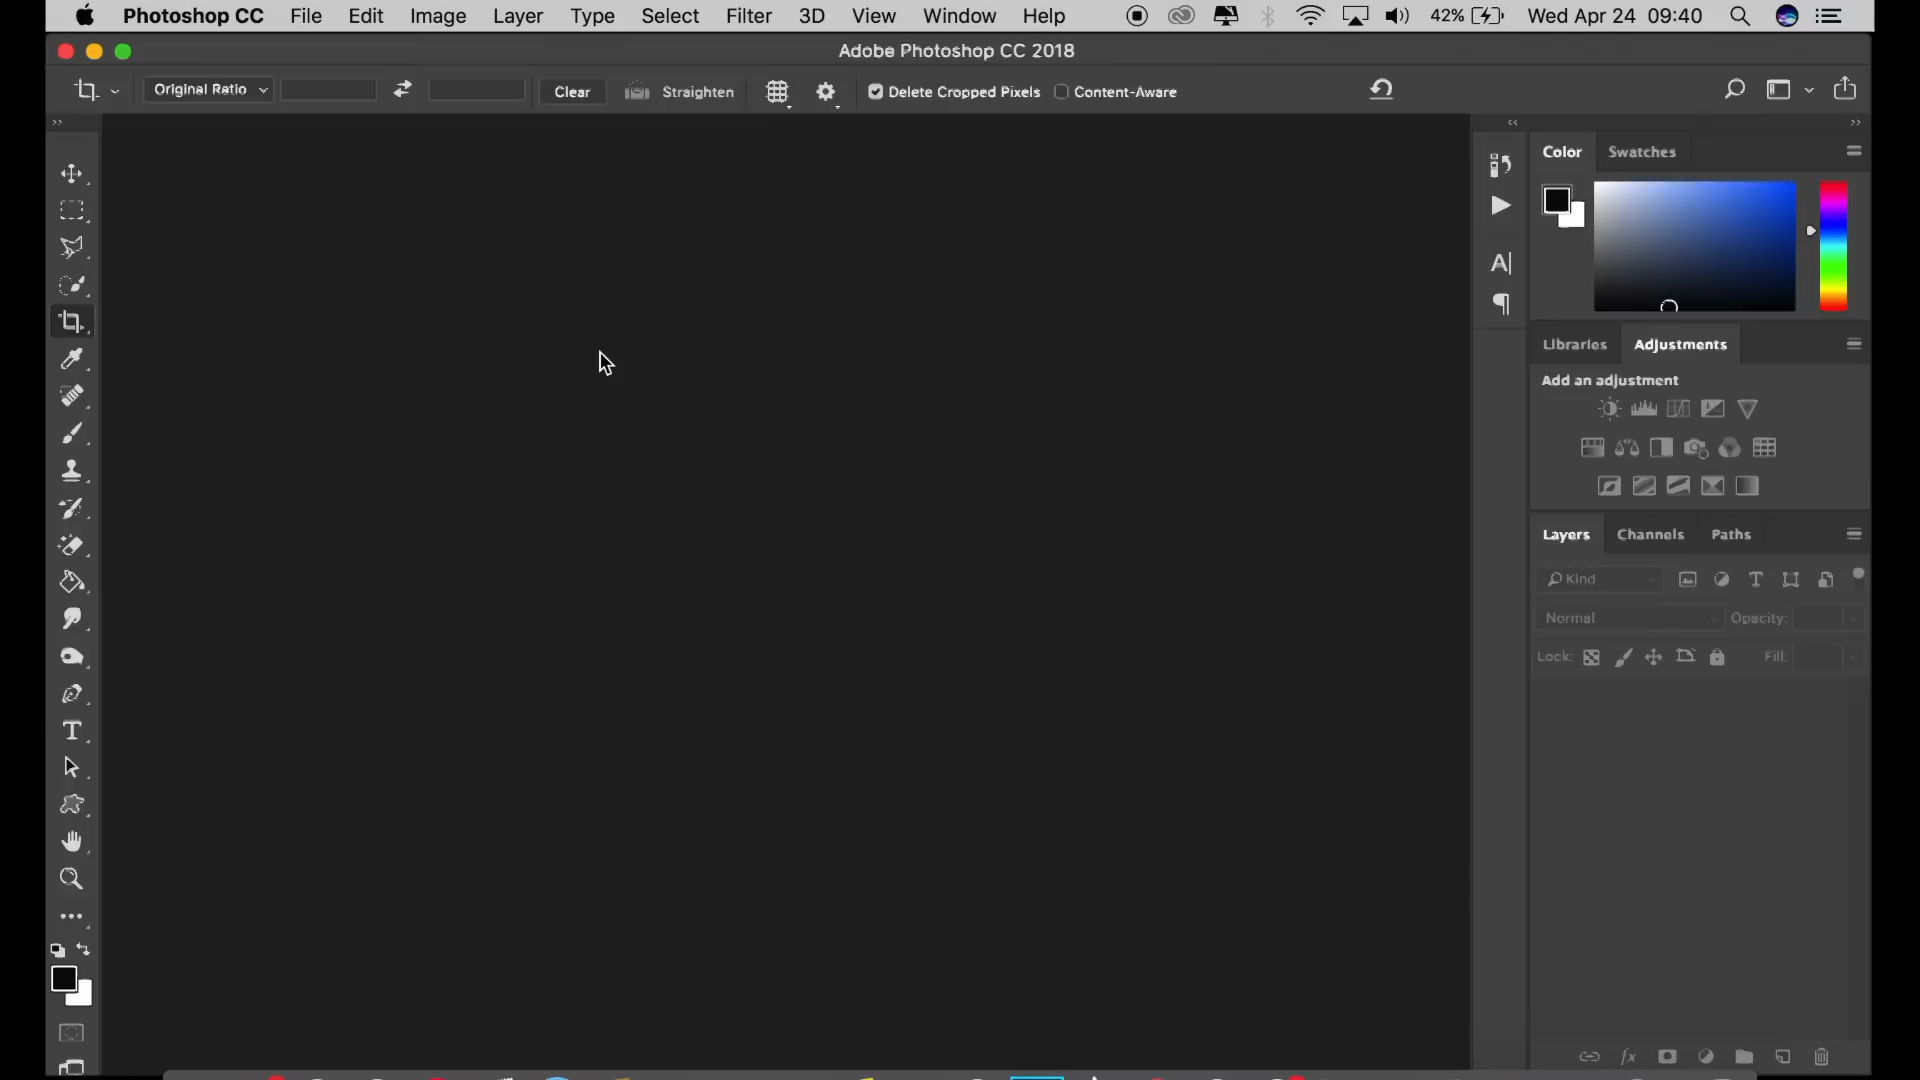 Photoshop CC File Edit Image Layer Type Select Filter 3D View Window Help 42% Wed Apr 24 09:40
Adobe Photoshop CC 2018
Original Ratio Clear Straighten Delete Cropped Pixels Content-Aware
Color Swatches
Libraries Adjustments
Add an adjustment
Layers Channels Paths
Kind
Normal Opacity:
Lock: Fill: